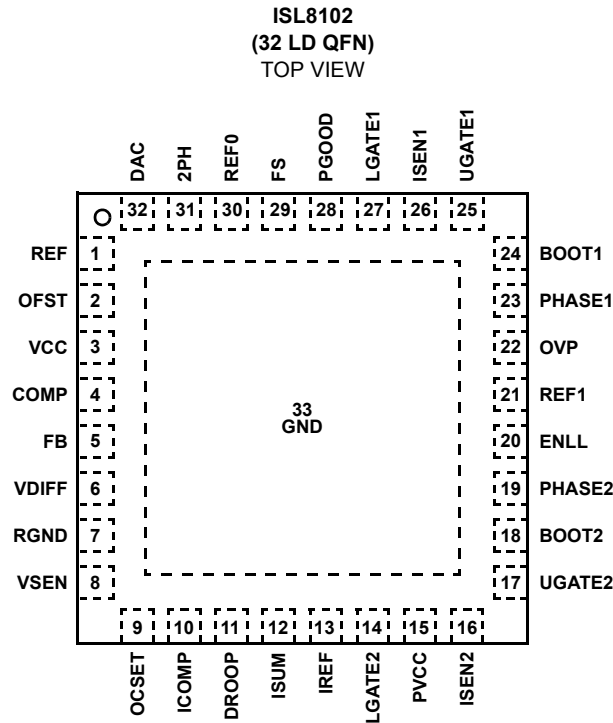 ISL8102
(32 LD QFN)
TOP VIEW
DAC
2PH
REF0
FS
PGOOD
LGATE1
ISEN1
UGATE1
32 31 30 29 28 27 26 25
REF 1
OFST 2
VCC 3
COMP 4
FB 5
VDIFF 6
RGND 7
VSEN 8
33
GND
24 BOOT1
23 PHASE1
22 OVP
21 REF1
20 ENLL
19 PHASE2
18 BOOT2
17 UGATE2
9 10 11 12 13 14 15 16
OCSET
ICOMP
DROOP
ISUM
IREF
LGATE2
PVCC
ISEN2